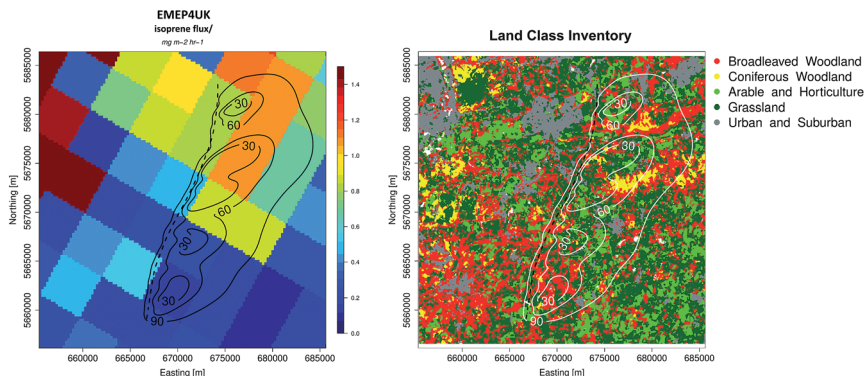 EMEP4UK
isoprene flux/
mg m-2 hr-1
Northing [m]
5685000
5680000
5675000
5670000
5665000
5660000
30
60
30
60
30
30
90
660000 665000 670000 675000 680000 685000
Easting [m]
1.4
1.2
1.0
0.8
0.6
0.4
0.2
0.0
Land Class Inventory
Northing [m]
5685000
5680000
5675000
5670000
5665000
5660000
30
60
30
60
30
30
90
660000 665000 670000 675000 680000 685000
Easting [m]
Broadleaved Woodland
Coniferous Woodland
Arable and Horticulture
Grassland
Urban and Suburban